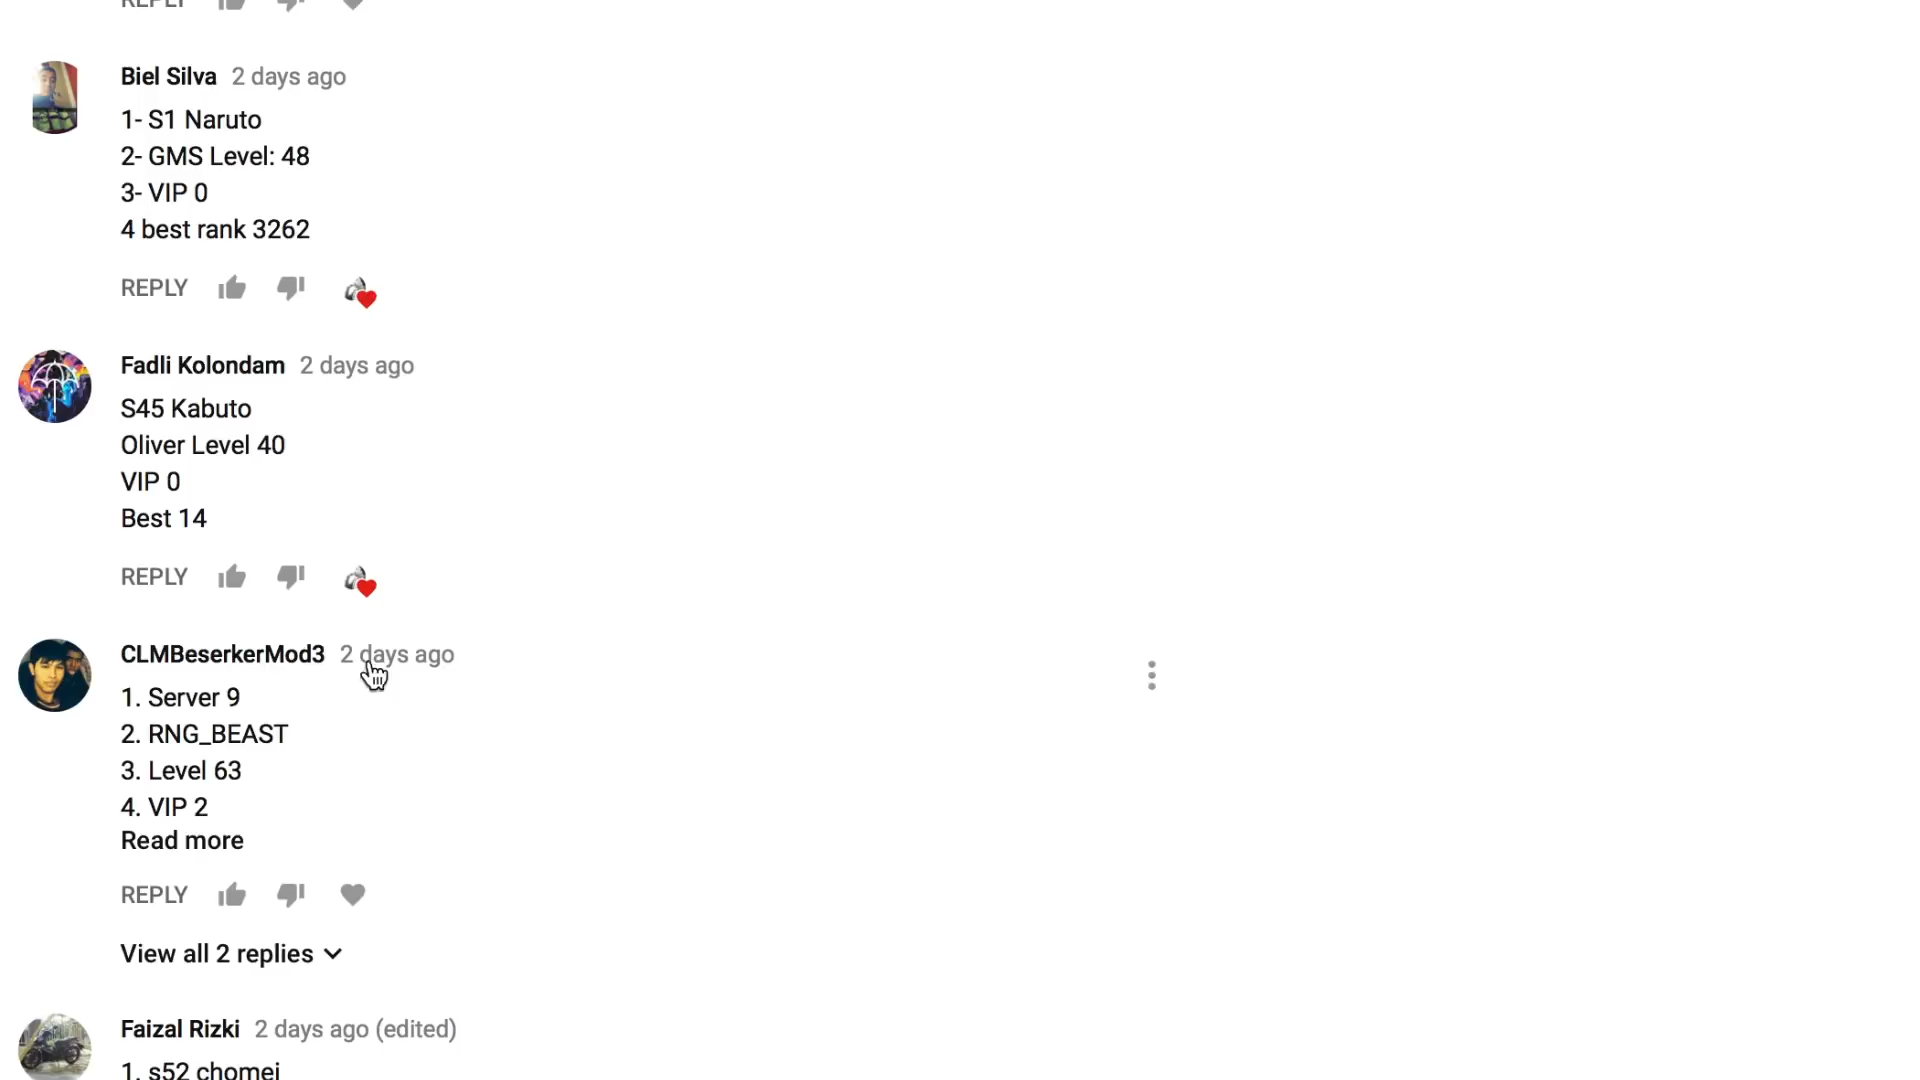 REPLY
Biel Silva 2 days ago
1- S1 Naruto
2- GMS Level: 48
3- VIP 0
4 best rank 3262
REPLY
Fadli Kolondam 2 days ago
S45 Kabuto
Oliver Level 40
VIP 0
Best 14
REPLY
CLMBeserkerMod3 2 days ago
1. Server 9
2. RNG_BEAST
3. Level 63
4. VIP 2
Read more
REPLY
View all 2 replies
Faizal Rizki 2 days ago (edited)
1. s52 chomei